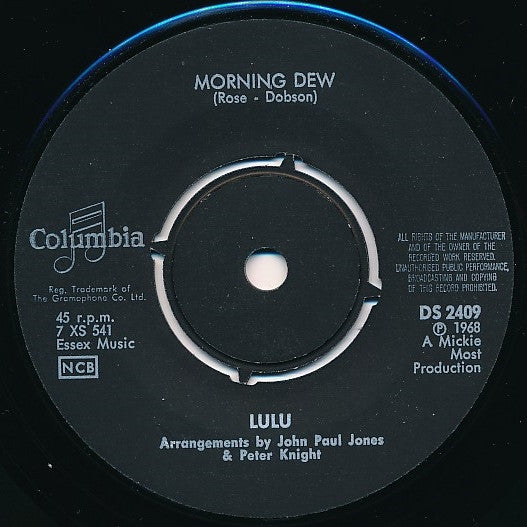 MORNING DEW
(Rose - Dobson)
Columbia
Reg. Trademark of
The Gramophone Co. Ltd.
45 r.p.m.
7 XS 541
Essex Music
NCB
ALL RIGHTS OF THE MANUFACTURER
AND OF THE OWNER OF THE
RECORDED WORK RESERVED.
UNAUTHORISED PUBLIC PERFORMANCE,
BROADCASTING AND COPYING
OF THIS RECORD PROHIBITED.
DS 2409
Ⓟ 1968
A Mickie
Most
Production
LULU
Arrangements by John Paul Jones
& Peter Knight